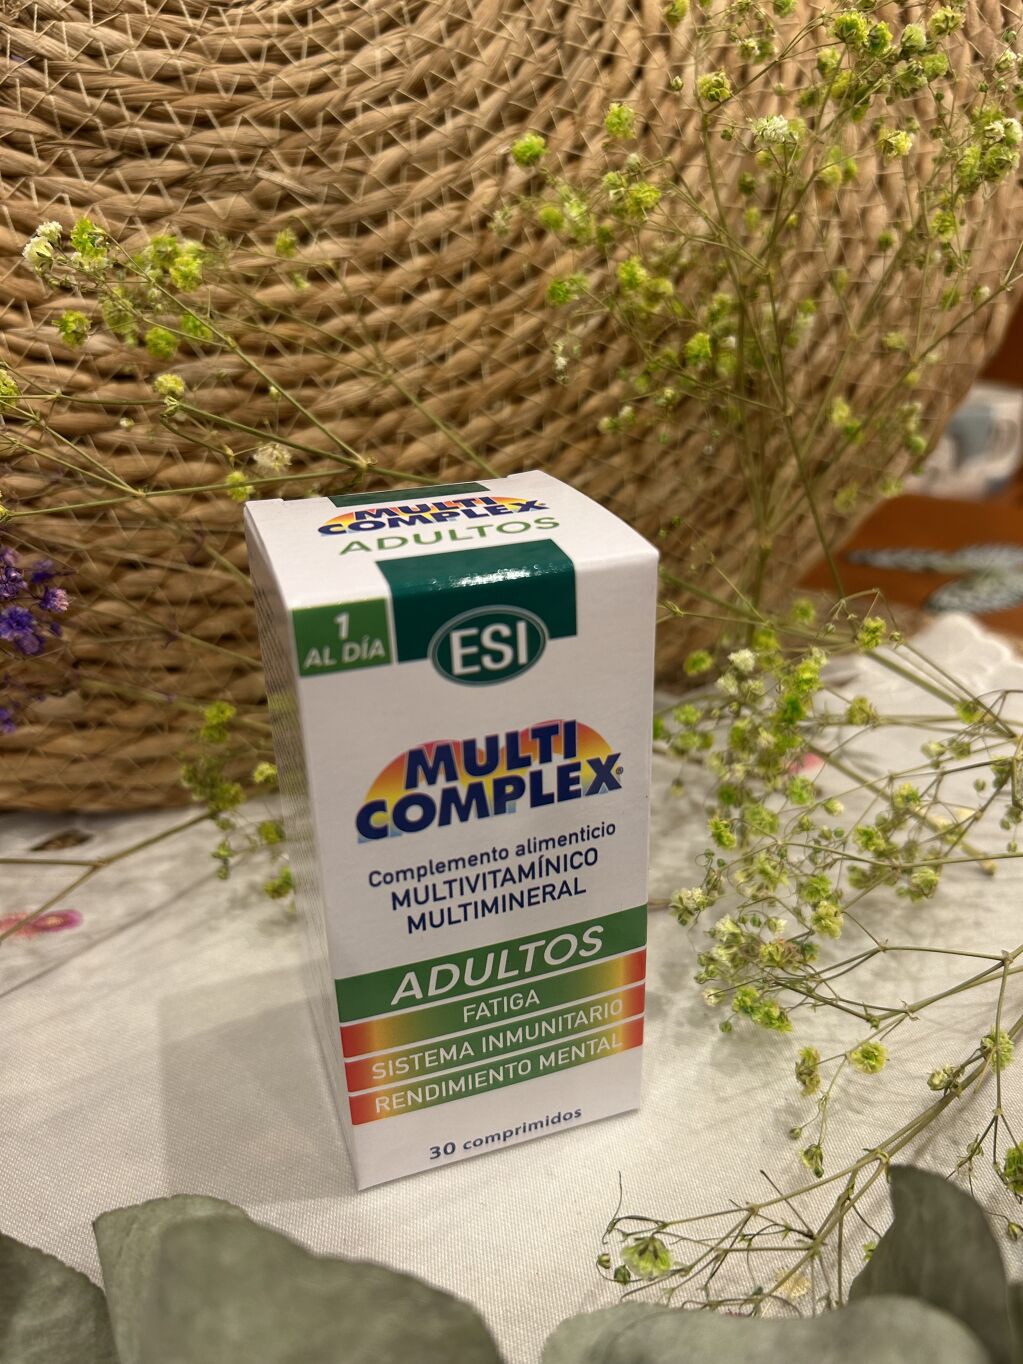 MULTI
COMPLEX
ADULTOS
1
AL DÍA
ESI
MULTI
COMPLEX®
Complemento alimenticio
MULTIVITAMÍNICO
MULTIMINERAL
ADULTOS
FATIGA
SISTEMA INMUNITARIO
RENDIMIENTO MENTAL
30 comprimidos